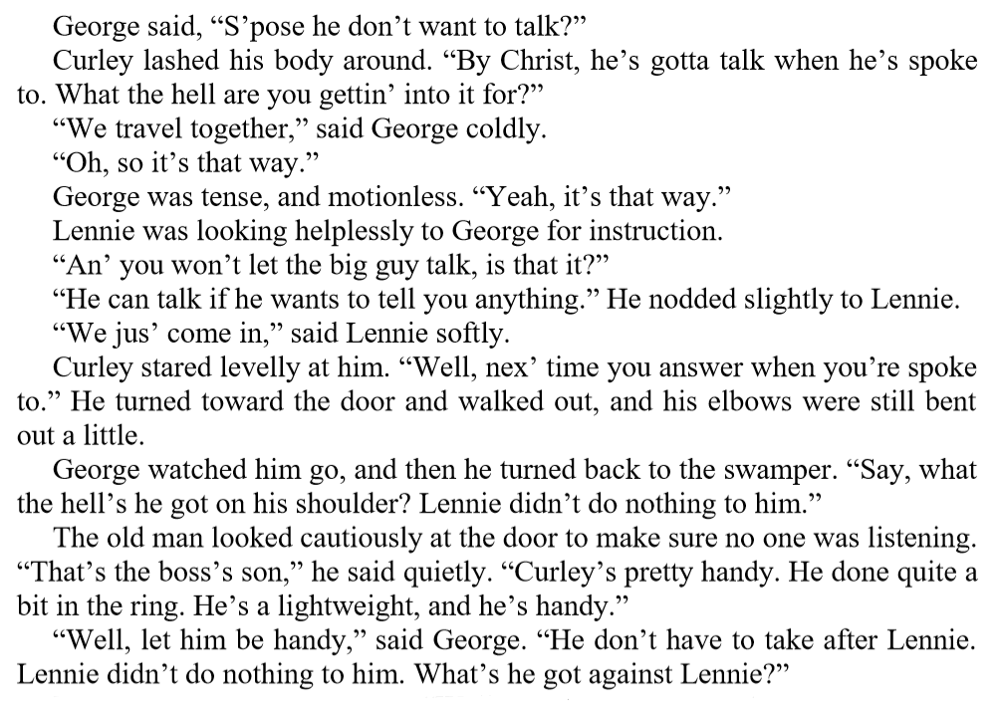 George said, “S’pose he don’t want to talk?”
Curley lashed his body around. “By Christ, he’s gotta talk when he’s spoke
to. What the hell are you gettin’ into it for?”
“We travel together,” said George coldly.
“Oh, so it’s that way.”
George was tense, and motionless. “Yeah, it’s that way.”
Lennie was looking helplessly to George for instruction.
“An’ you won’t let the big guy talk, is that it?”
“He can talk if he wants to tell you anything.” He nodded slightly to Lennie.
“We jus’ come in,” said Lennie softly.
Curley stared levelly at him. “Well, nex’ time you answer when you’re spoke
to.” He turned toward the door and walked out, and his elbows were still bent
out a little.
George watched him go, and then he turned back to the swamper. “Say, what
the hell’s he got on his shoulder? Lennie didn’t do nothing to him.”
The old man looked cautiously at the door to make sure no one was listening.
“That’s the boss’s son,” he said quietly. “Curley’s pretty handy. He done quite a
bit in the ring. He’s a lightweight, and he’s handy.”
“Well, let him be handy,” said George. “He don’t have to take after Lennie.
Lennie didn’t do nothing to him. What’s he got against Lennie?”